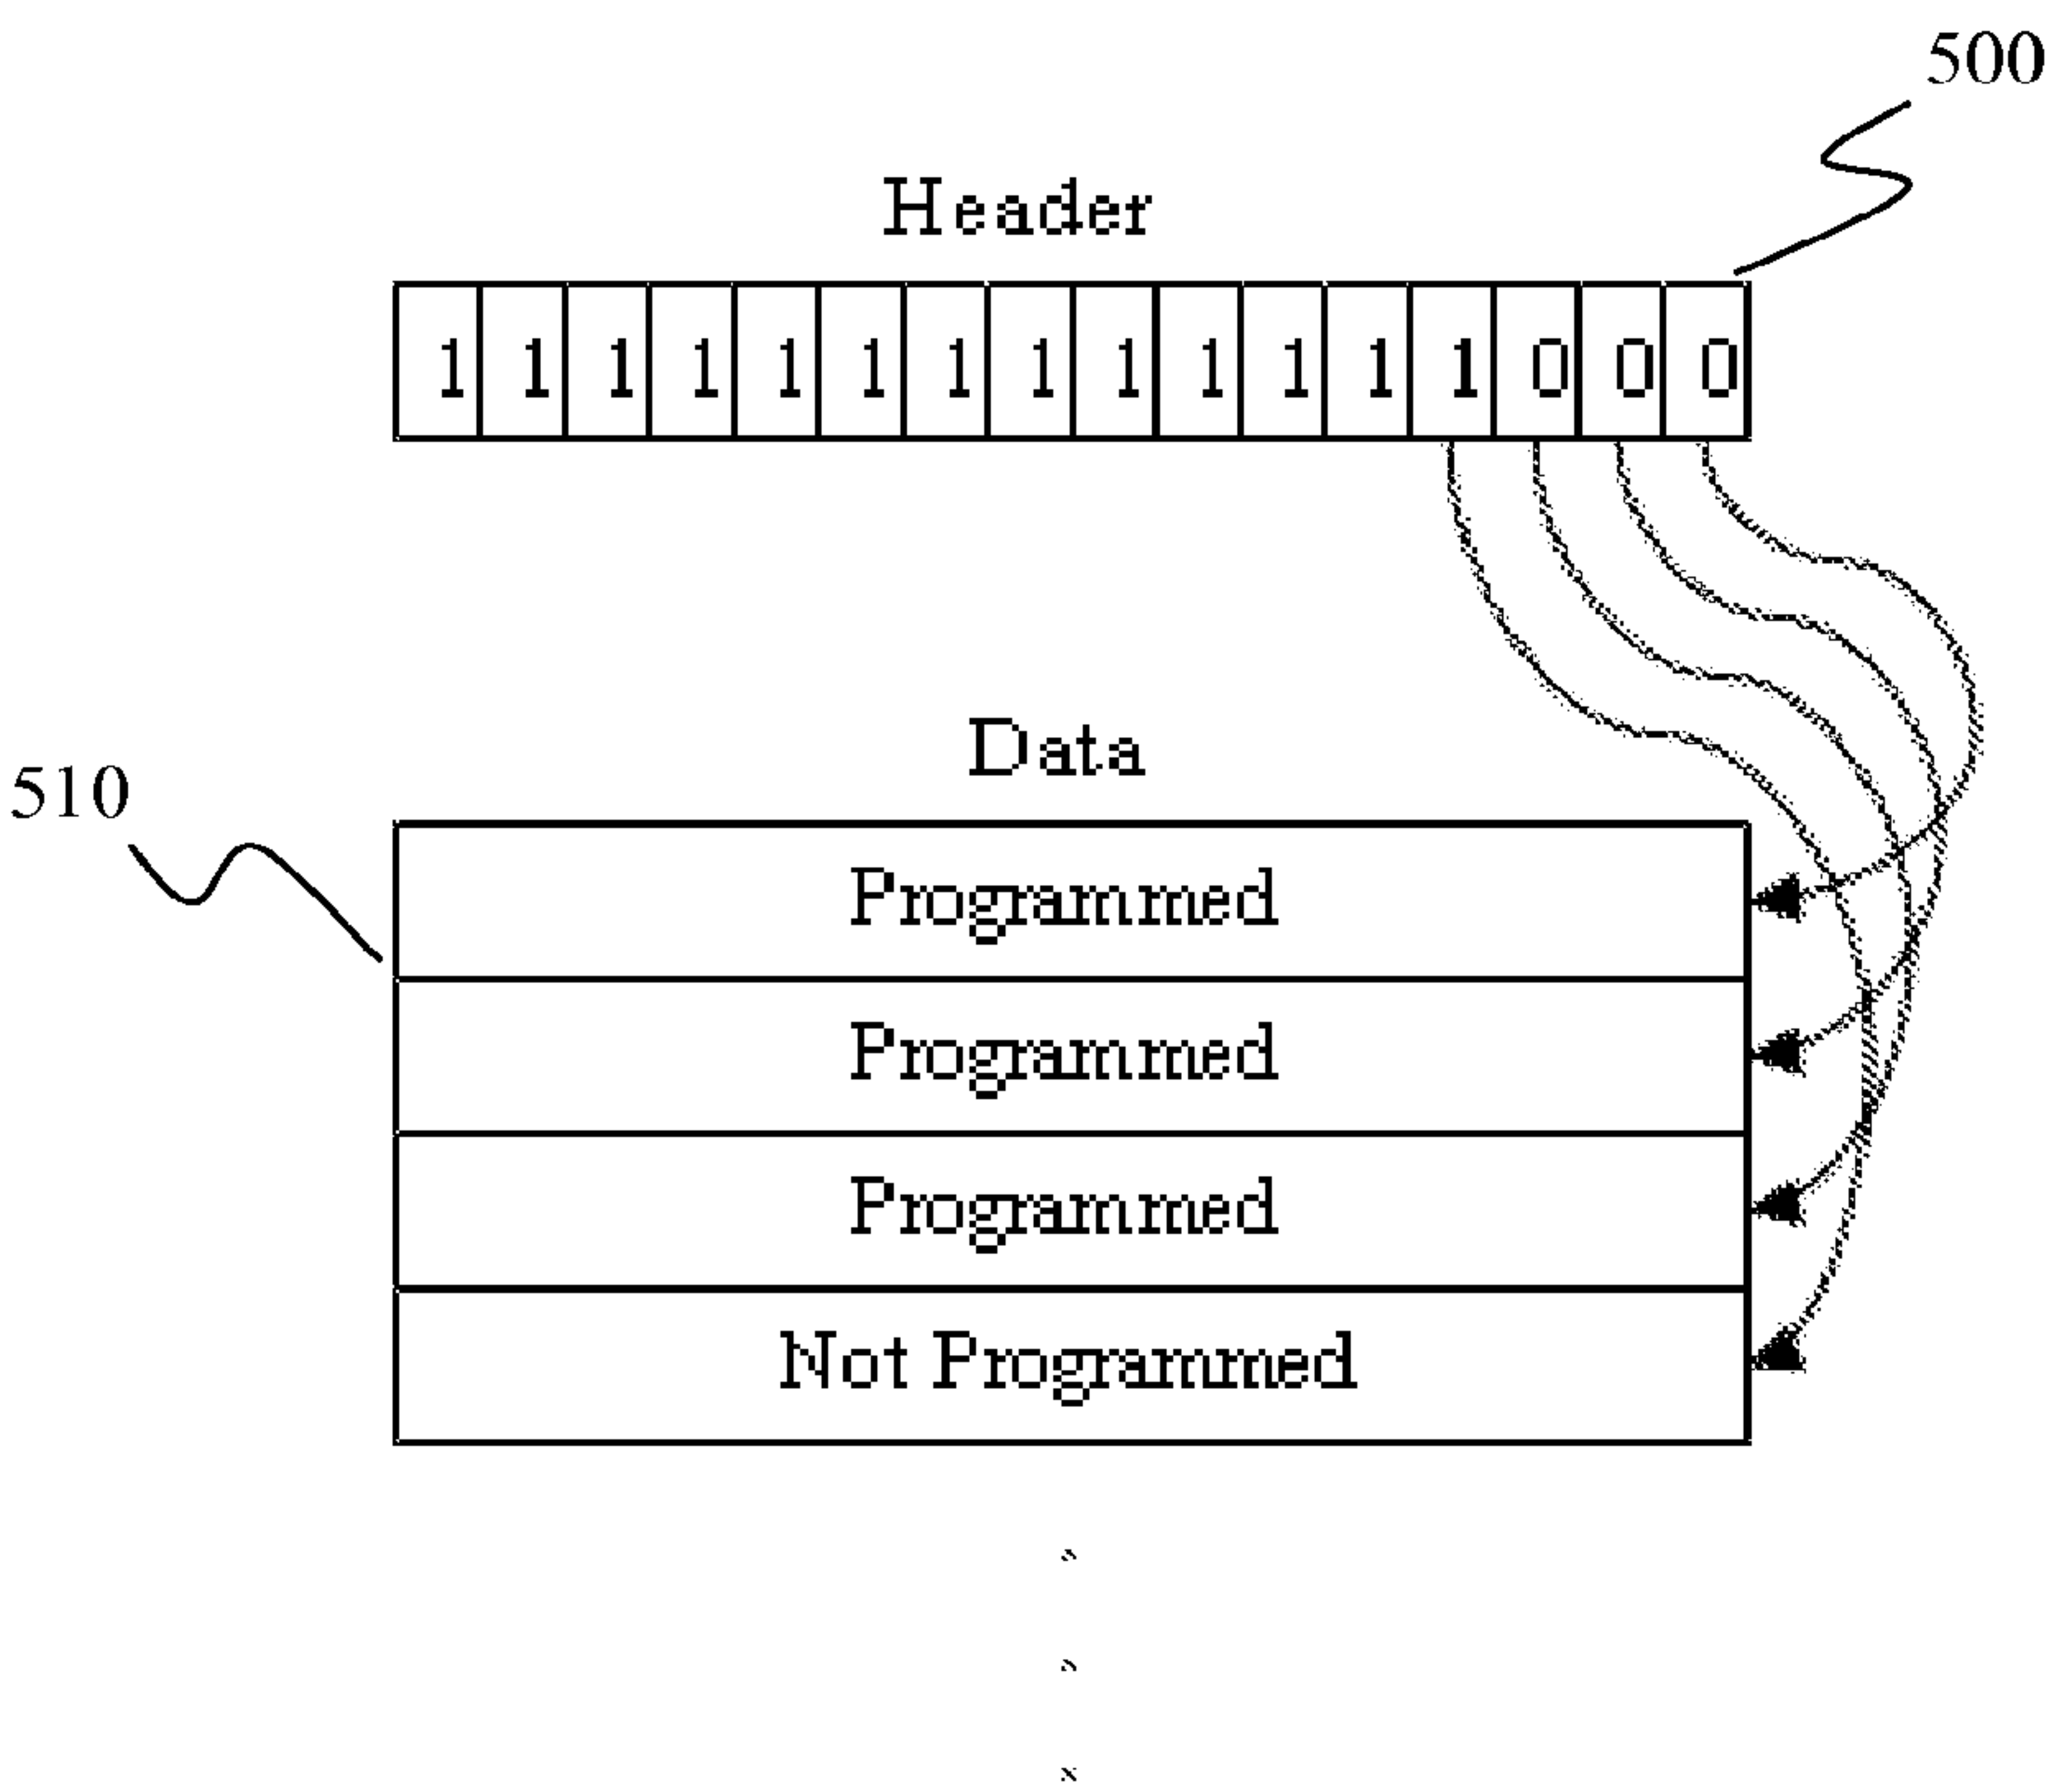 500
Header
1 1 1 1 1 1 1 1 1 1 1 1 1 0 0 0
Data
510
Programmed
Programmed
Programmed
Not Programmed